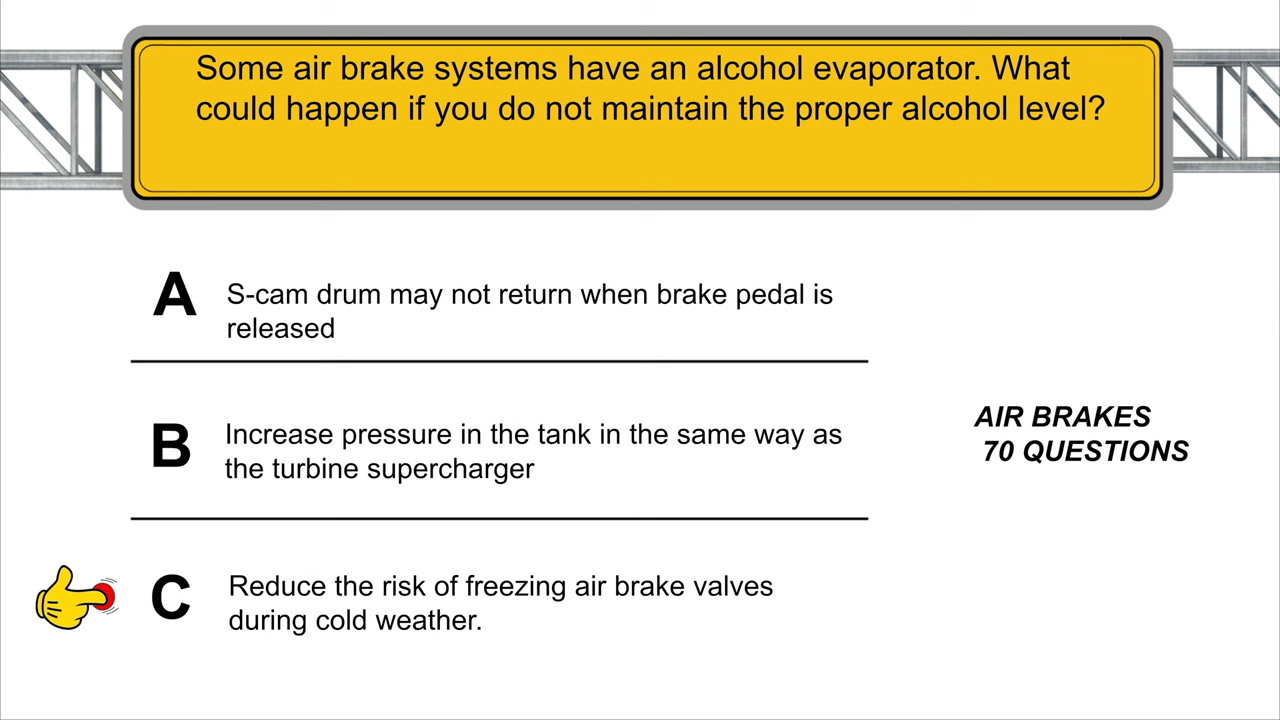 Some air brake systems have an alcohol evaporator. What
could happen if you do not maintain the proper alcohol level?
A
S-cam drum may not return when brake pedal is
released
B
Increase pressure in the tank in the same way as
the turbine supercharger
AIR BRAKES
70 QUESTIONS
C
Reduce the risk of freezing air brake valves
during cold weather.